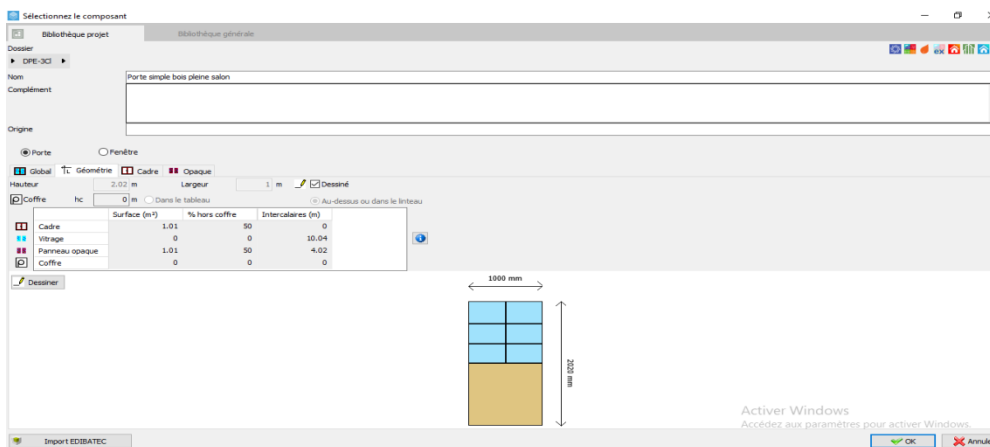 Sélectionnez le composant
Bibliothèque projet Bibliothèque générale
Dossier
DPE-3Cl
Nom Porte simple bois pleine salon
Complément
Origine
Porte Fenêtre
Global Géométrie Cadre Opaque
Hauteur 2.02 m Largeur 1 m Dessiné
Coffre hc 0 m Dans le tableau Au-dessus ou dans le linteau
Surface (m²) % hors coffre Intercalaires (m)
Cadre 1.01 50 0
Vitrage 0 0 10.04
Panneau opaque 1.01 50 4.02
Coffre 0 0 0
Dessiner
1000 mm
2020 mm
Activer Windows
Accédez aux paramètres pour activer Windows.
Import EDIBATEC OK Annule